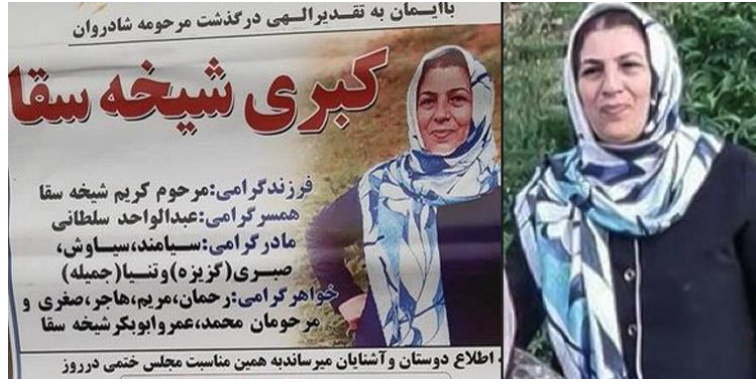 باایمان به تقدیرالهی درگذشت مرحومه شادروان
کبری شیخه سقا
فرزندگرامی:مرحوم کریم شیخه سقا
همسرگرامی:عبدالواحد سلطانی
مادرگرامی:سیامند،سیاوش،
صبری(گزیزه)وتنیا(جمیله)
خواهرگرامی:رحمان،مریم،هاجر،صغری و
مرحومان محمد،عمروابوبکرشیخه سقا
اطلاع دوستان وآشنایان میرساندبه همین مناسبت مجلس ختمی درروز